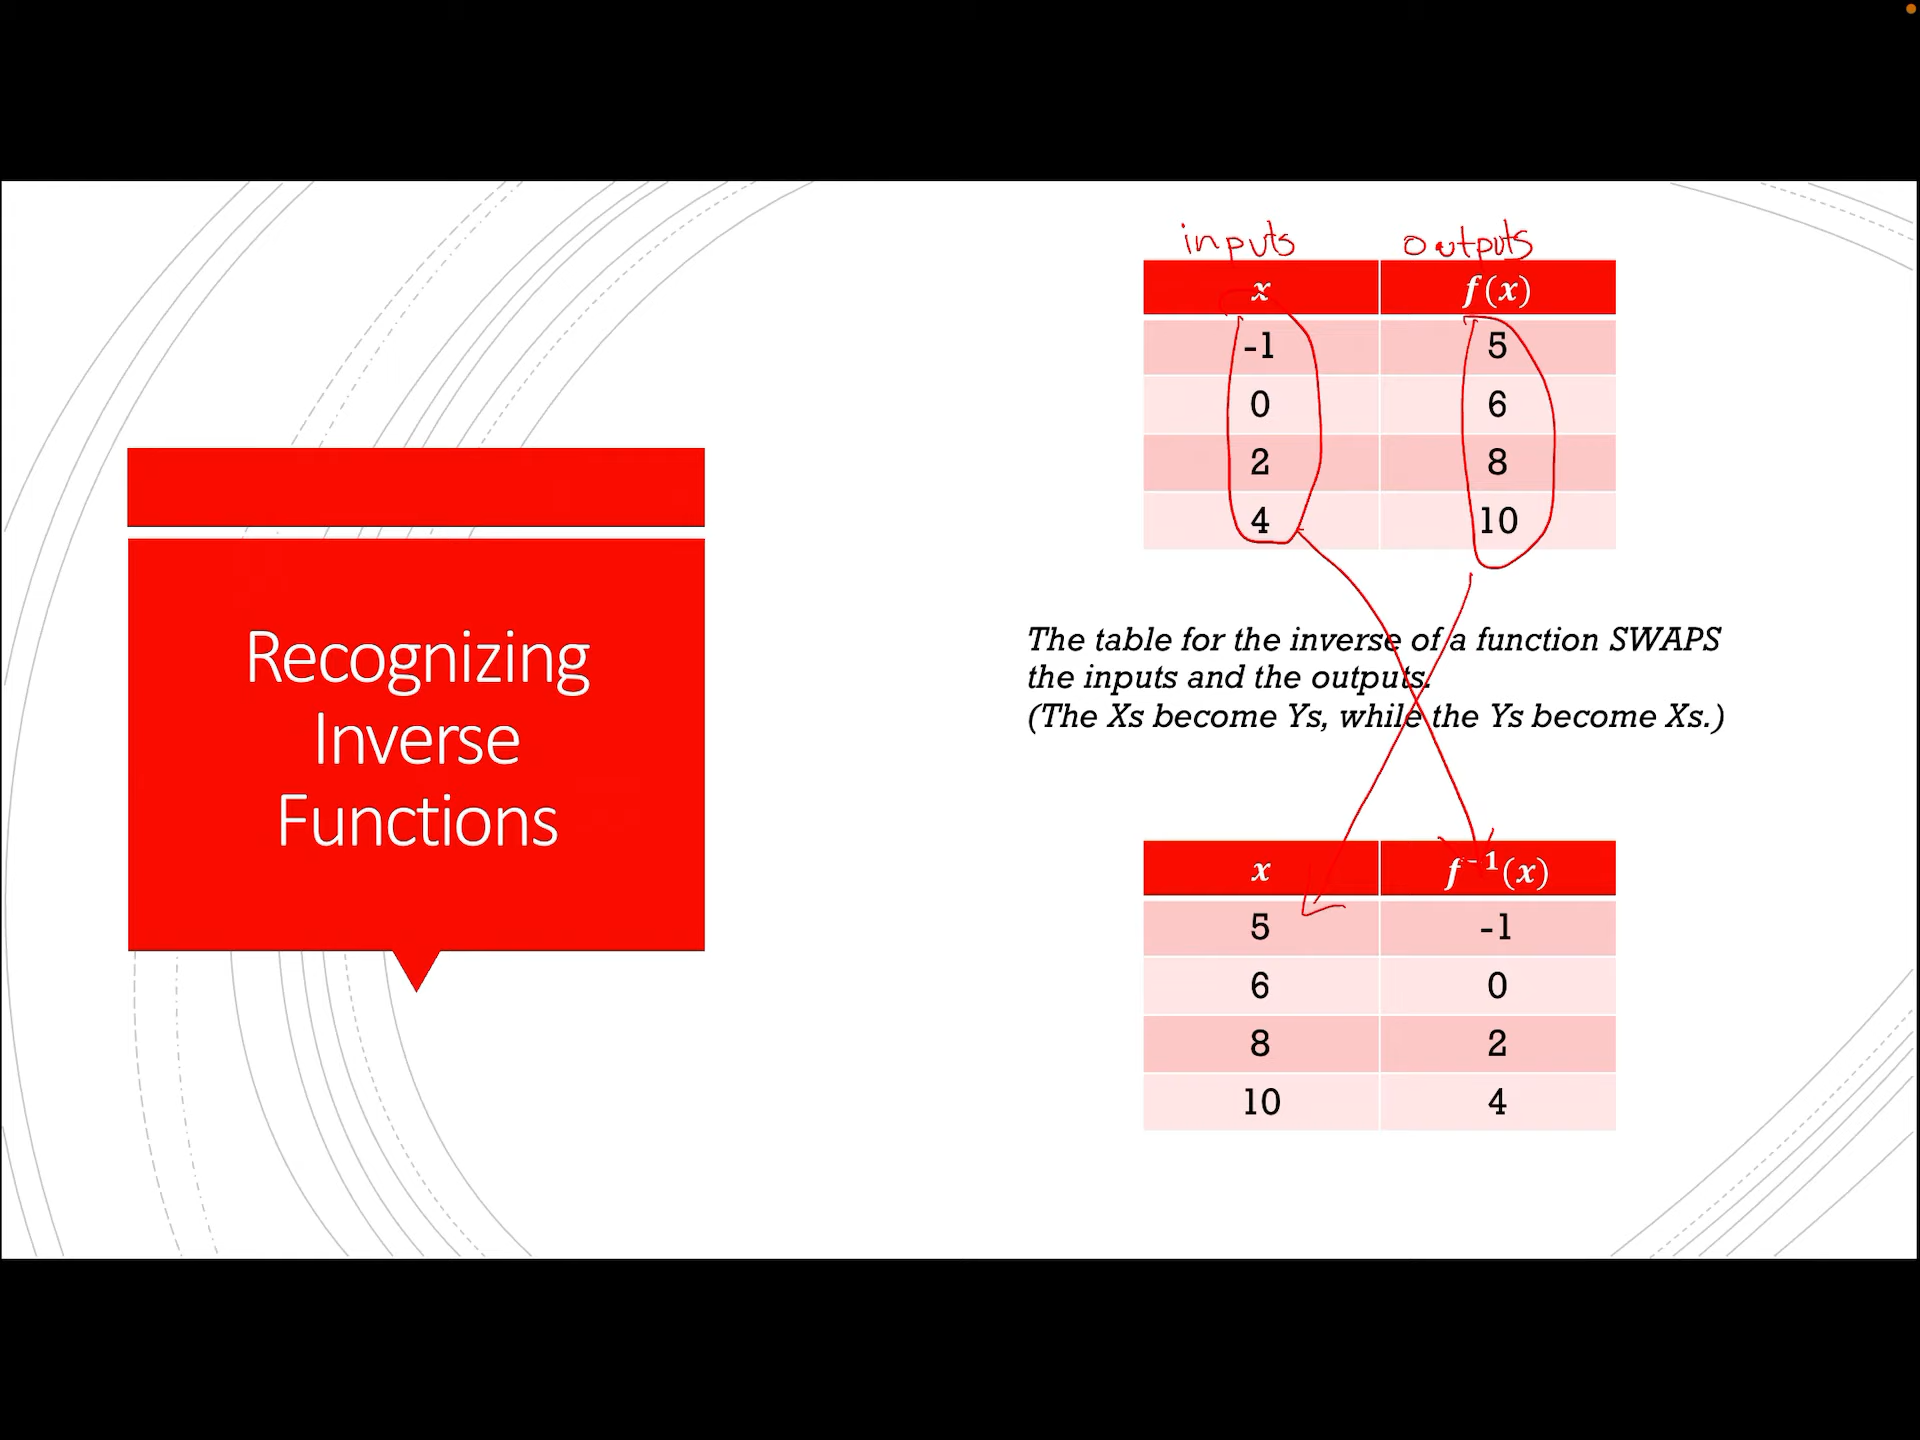 Recognizing
Inverse
Functions
inputs outputs
x f(x)
-1 5
0 6
2 8
4 10
The table for the inverse of a function SWAPS
the inputs and the outputs.
(The Xs become Ys, while the Ys become Xs.)
x f⁻¹(x)
5 -1
6 0
8 2
10 4